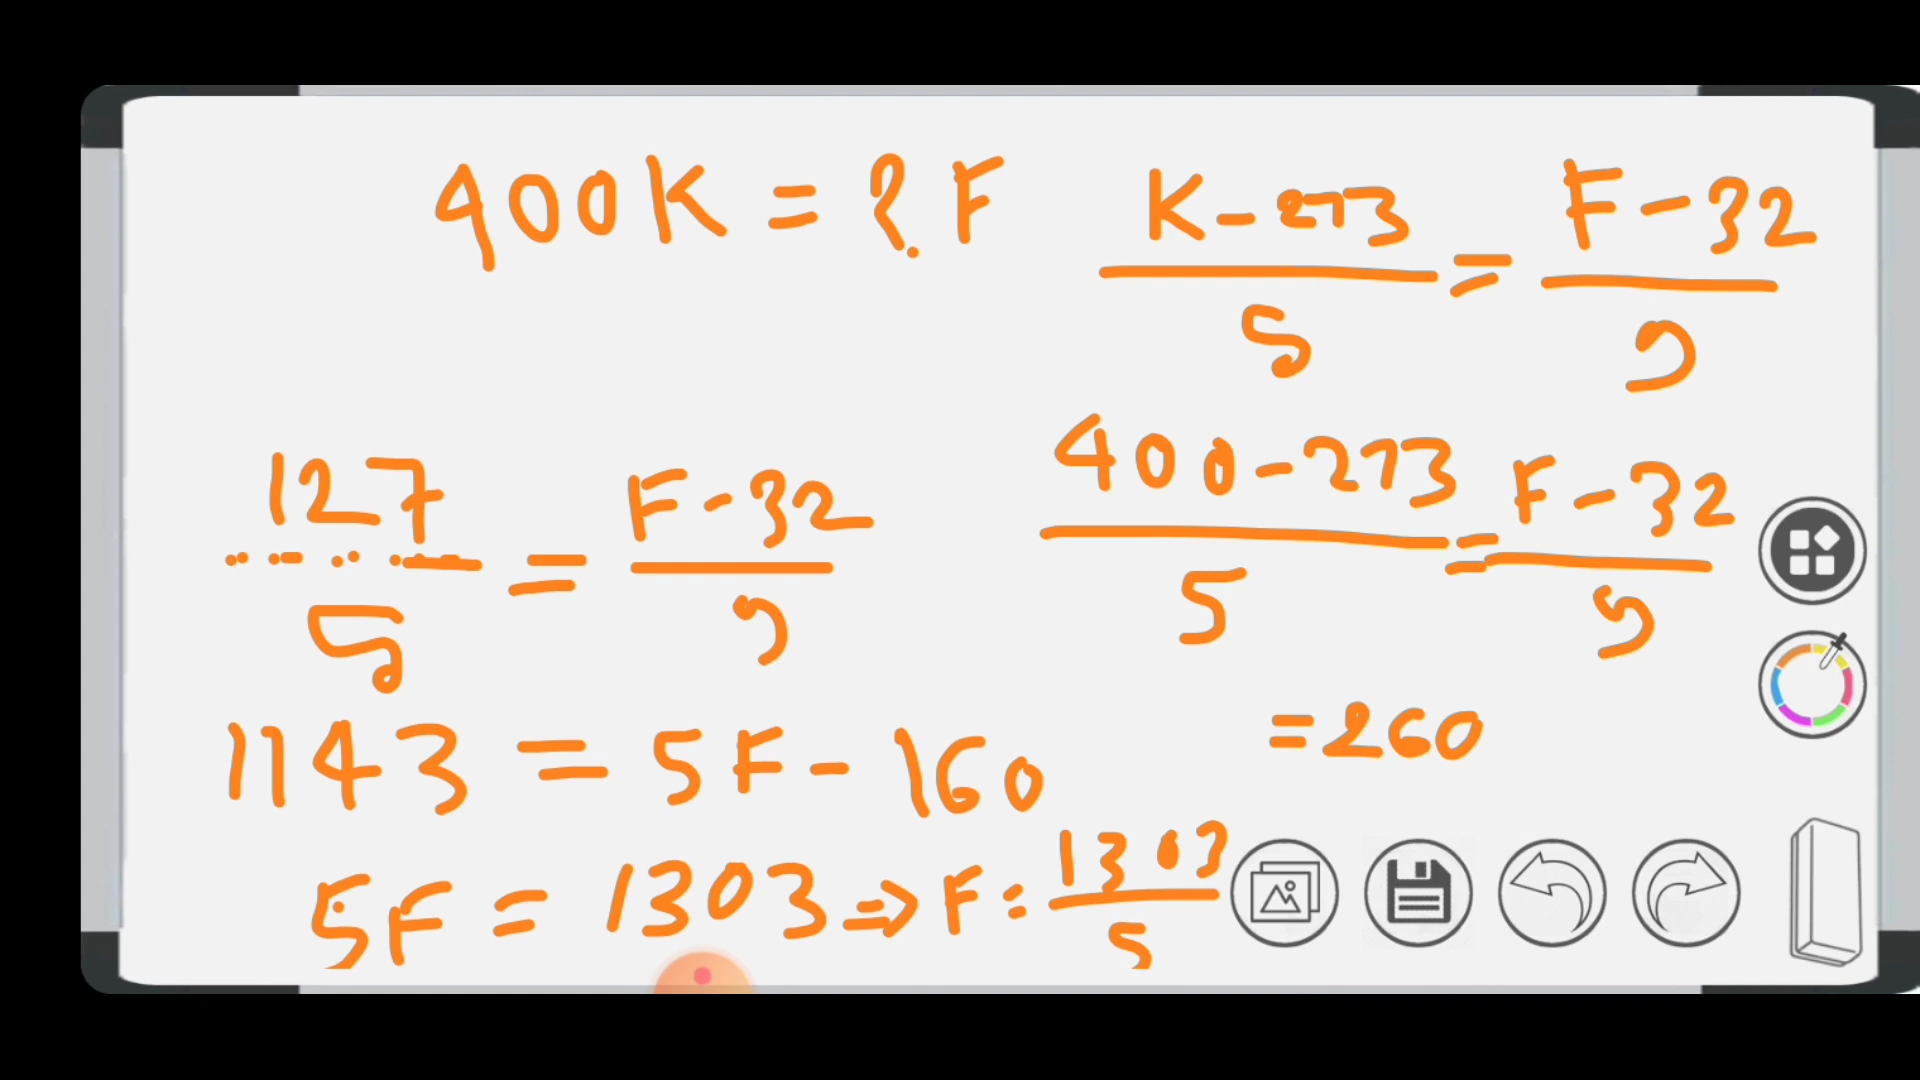 400K = ? F
K-273/5 = F-32/9
400-273/5 = F-32/9
127/5 = F-32/9
1143 = 5F-160
5F = 1303 ⇒ F = 1303/5
= 260